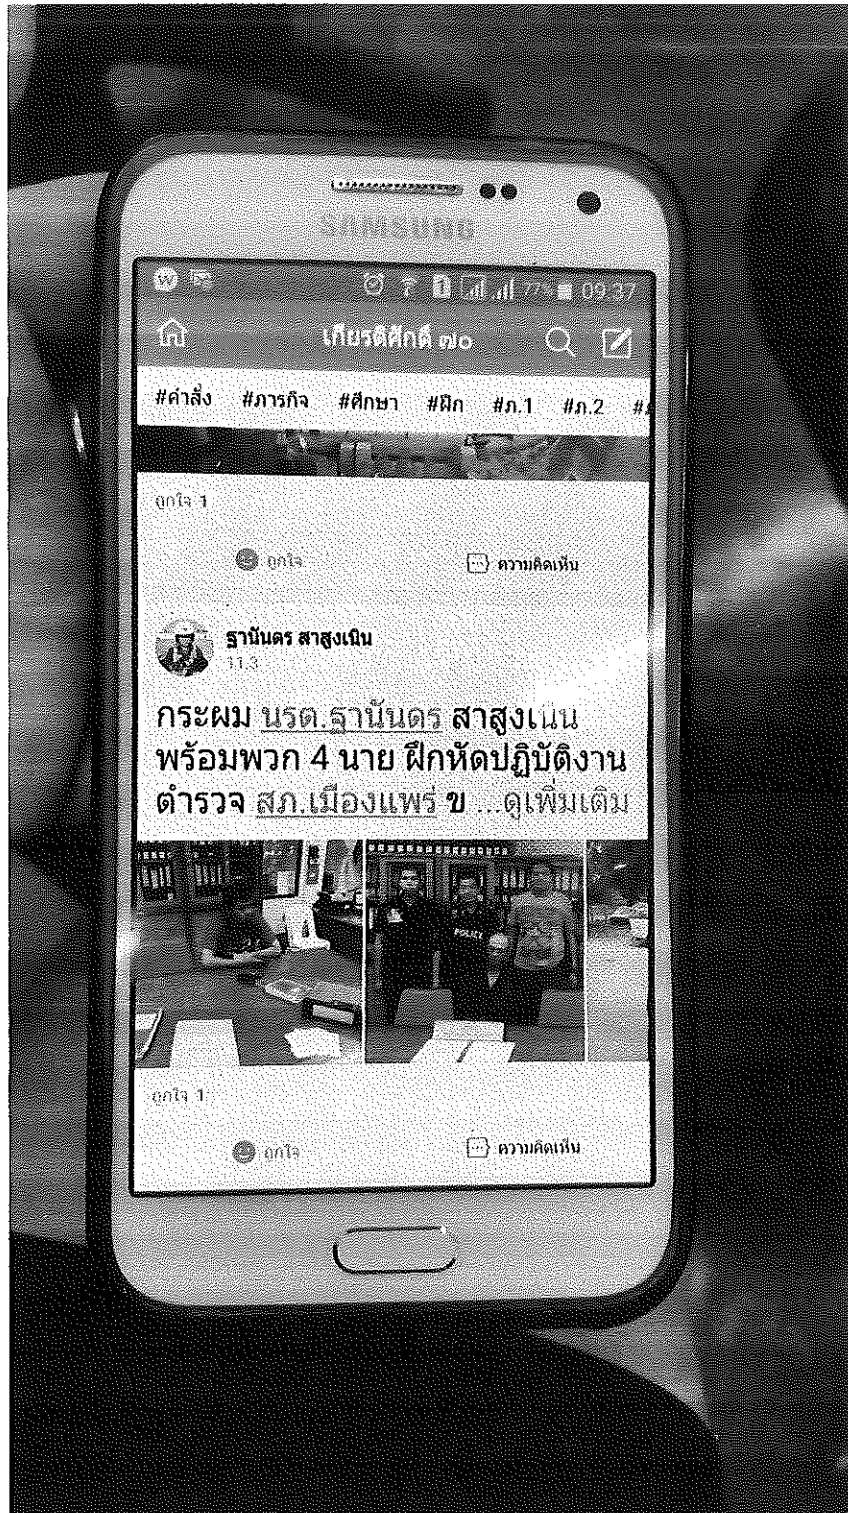 SAMSUNG
77% 09.37
เกียรติศักดิ์ ๗๐
#คำสั่ง #ภารกิจ #ศึกษา #ฝึก #ภ.1 #ภ.2
ถูกใจ 1
ถูกใจ ความคิดเห็น
ฐานันดร สาสูงเนิน
11.3
กระผม นรต.ฐานันดร สาสูงเนิน
พร้อมพวก 4 นาย ฝึกหัดปฏิบัติงาน
ตำรวจ สภ.เมืองแพร่ ข ...ดูเพิ่มเติม
POLICE
ถูกใจ 1
ถูกใจ ความคิดเห็น